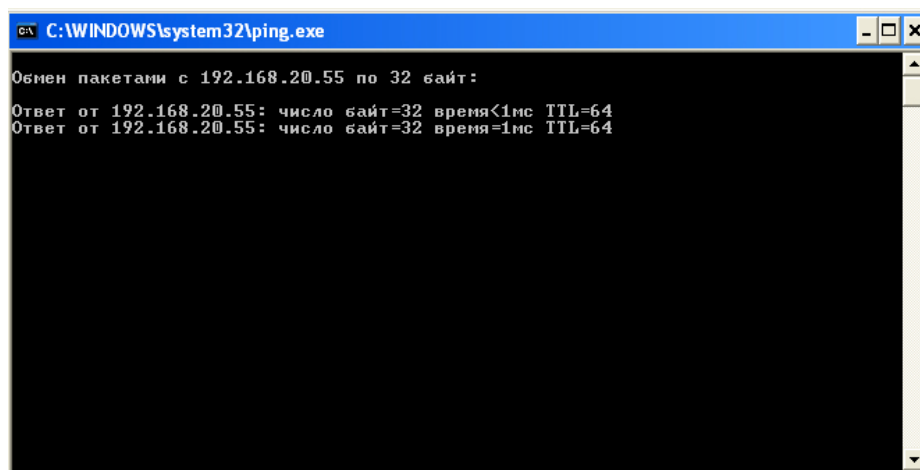 C:\WINDOWS\system32\ping.exe
Обмен пакетами с 192.168.20.55 по 32 байт:
Ответ от 192.168.20.55: число байт=32 время<1мс TTL=64
Ответ от 192.168.20.55: число байт=32 время=1мс TTL=64